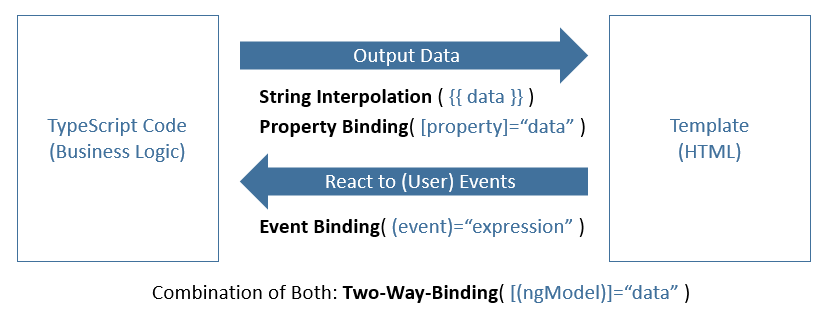 Output Data
String Interpolation ( {{ data }} )
Property Binding( [property]=“data” )
TypeScript Code
(Business Logic)
Template
(HTML)
React to (User) Events
Event Binding( (event)=“expression” )
Combination of Both: Two-Way-Binding( [(ngModel)]=“data” )